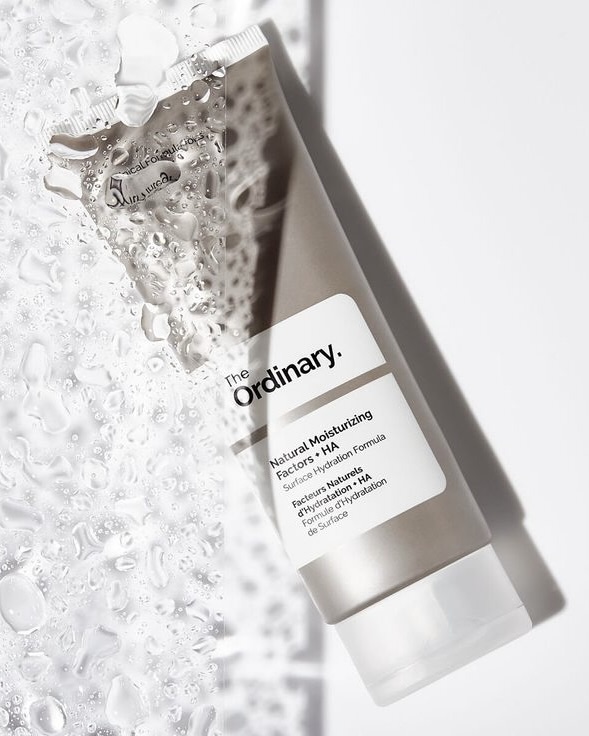 The
Ordinary.
Natural Moisturizing
Factors + HA
Surface Hydration Formula
Facteurs Naturels
d'Hydratation + HA
Formule d'Hydratation
de Surface